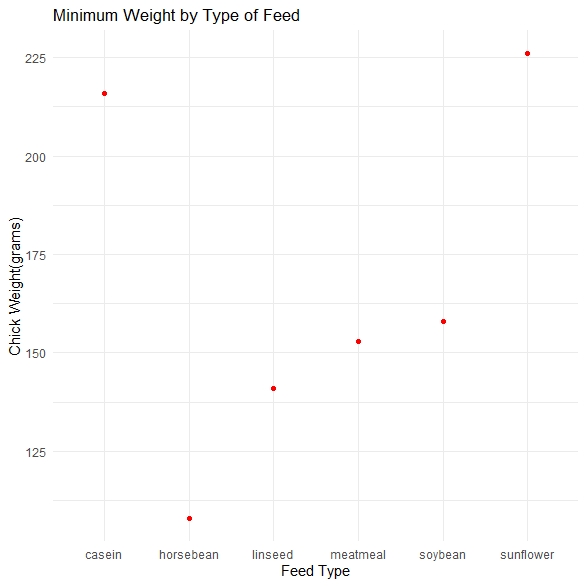 Minimum Weight by Type of Feed
Chick Weight(grams)
225
200
175
150
125
casein horsebean linseed meatmeal soybean sunflower
Feed Type